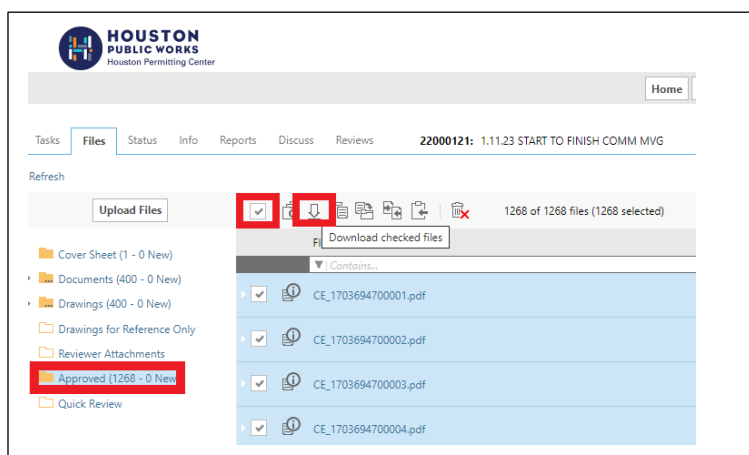 HOUSTON
PUBLIC WORKS
Houston Permitting Center
Home
Tasks Files Status Info Reports Discuss Reviews 22000121: 1.11.23 START TO FINISH COMM MVG
Refresh
Upload Files
1268 of 1268 files (1268 selected)
Download checked files
Contains...
Cover Sheet (1 - 0 New)
Documents (400 - 0 New)
Drawings (400 - 0 New)
Drawings for Reference Only
Reviewer Attachments
Approved (1268 - 0 New
Quick Review
CE_1703694700001.pdf
CE_1703694700002.pdf
CE_1703694700003.pdf
CE_1703694700004.pdf